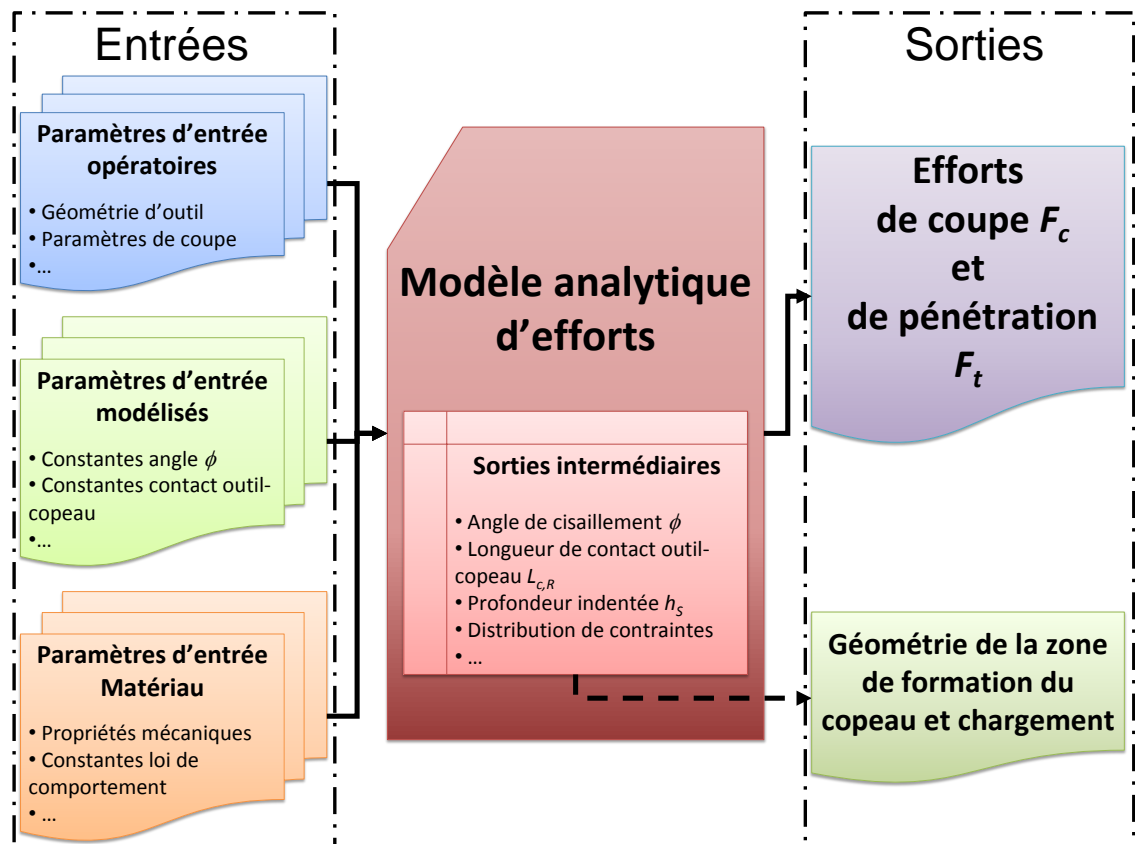 Entrées
Paramètres d'entrée
opératoires
• Géométrie d'outil
• Paramètres de coupe
•...
Paramètres d'entrée
modélisés
• Constantes angle ϕ
• Constantes contact outil-
copeau
•...
Paramètres d'entrée
Matériau
• Propriétés mécaniques
• Constantes loi de
comportement
• ...
Modèle analytique
d'efforts
Sorties intermédiaires
• Angle de cisaillement ϕ
• Longueur de contact outil-
copeau Lc,R
• Profondeur indentée hS
• Distribution de contraintes
• ...
Sorties
Efforts
de coupe Fc
et
de pénétration
Ft
Géométrie de la zone
de formation du
copeau et chargement